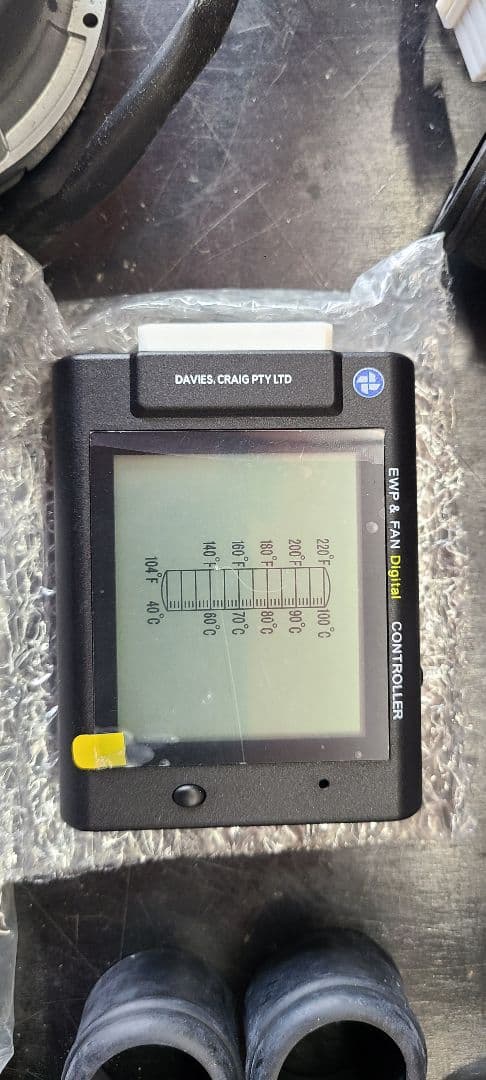 DAVIES, CRAIG PTY LTD
EWP & FAN Digital CONTROLLER
220°F 100°C
200°F 90°C
180°F 80°C
160°F 70°C
140°F 60°C
104°F 40°C